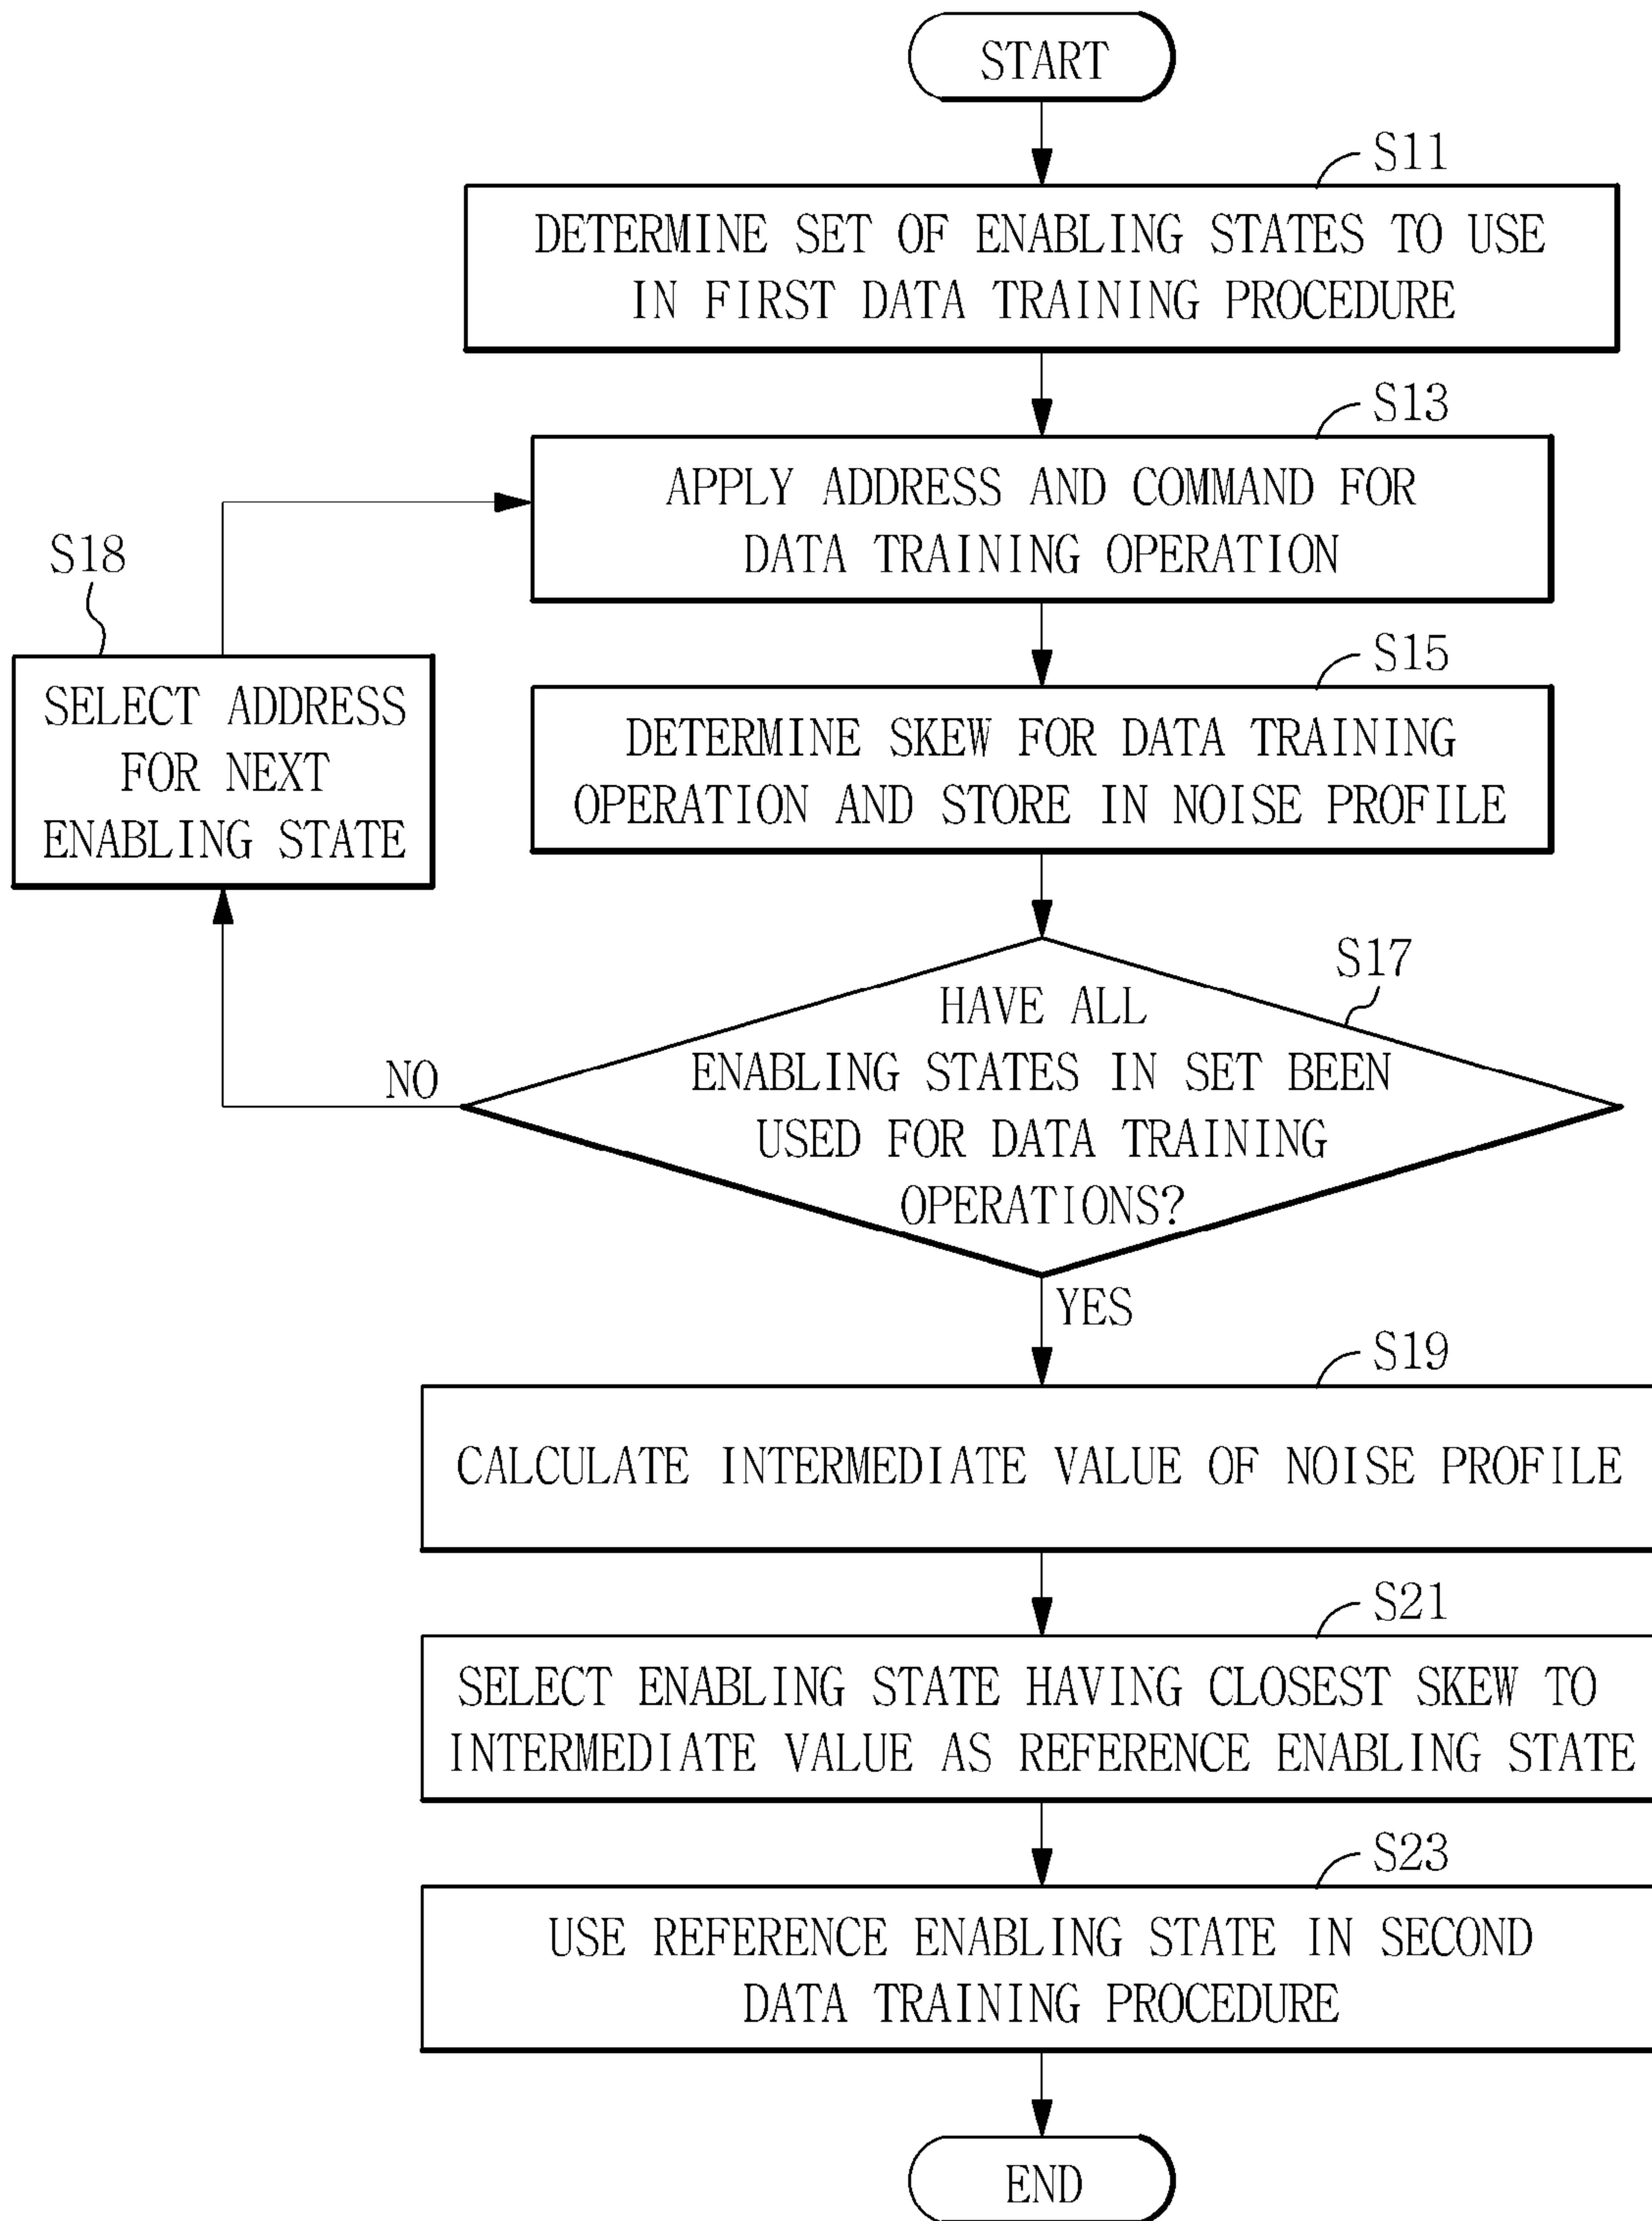 START
S11
DETERMINE SET OF ENABLING STATES TO USE
IN FIRST DATA TRAINING PROCEDURE
S13
APPLY ADDRESS AND COMMAND FOR
DATA TRAINING OPERATION
S18
SELECT ADDRESS
FOR NEXT
ENABLING STATE
S15
DETERMINE SKEW FOR DATA TRAINING
OPERATION AND STORE IN NOISE PROFILE
S17
HAVE ALL
ENABLING STATES IN SET BEEN
USED FOR DATA TRAINING
OPERATIONS?
NO
YES
S19
CALCULATE INTERMEDIATE VALUE OF NOISE PROFILE
S21
SELECT ENABLING STATE HAVING CLOSEST SKEW TO
INTERMEDIATE VALUE AS REFERENCE ENABLING STATE
S23
USE REFERENCE ENABLING STATE IN SECOND
DATA TRAINING PROCEDURE
END